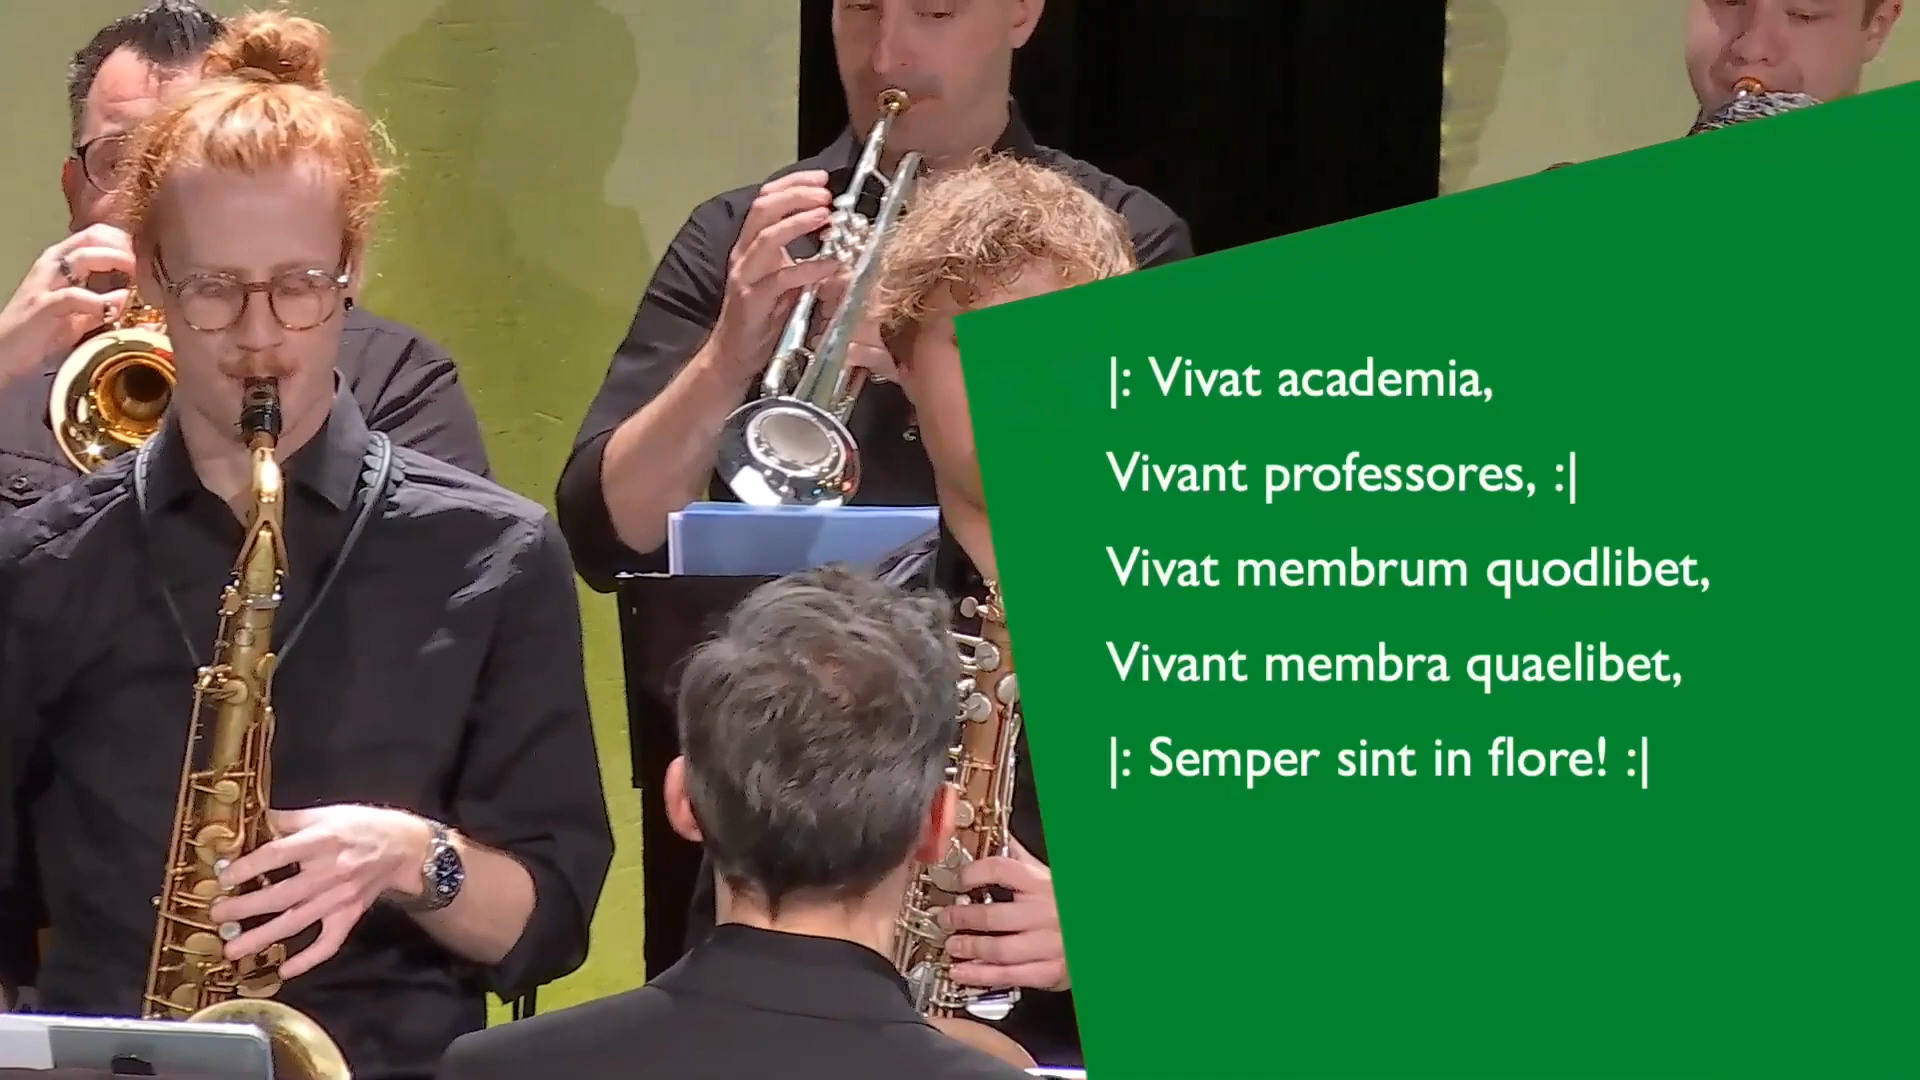 |: Vivat academia,
Vivant professores, :|
Vivat membrum quodlibet,
Vivant membra quaelibet,
|: Semper sint in flore! :|